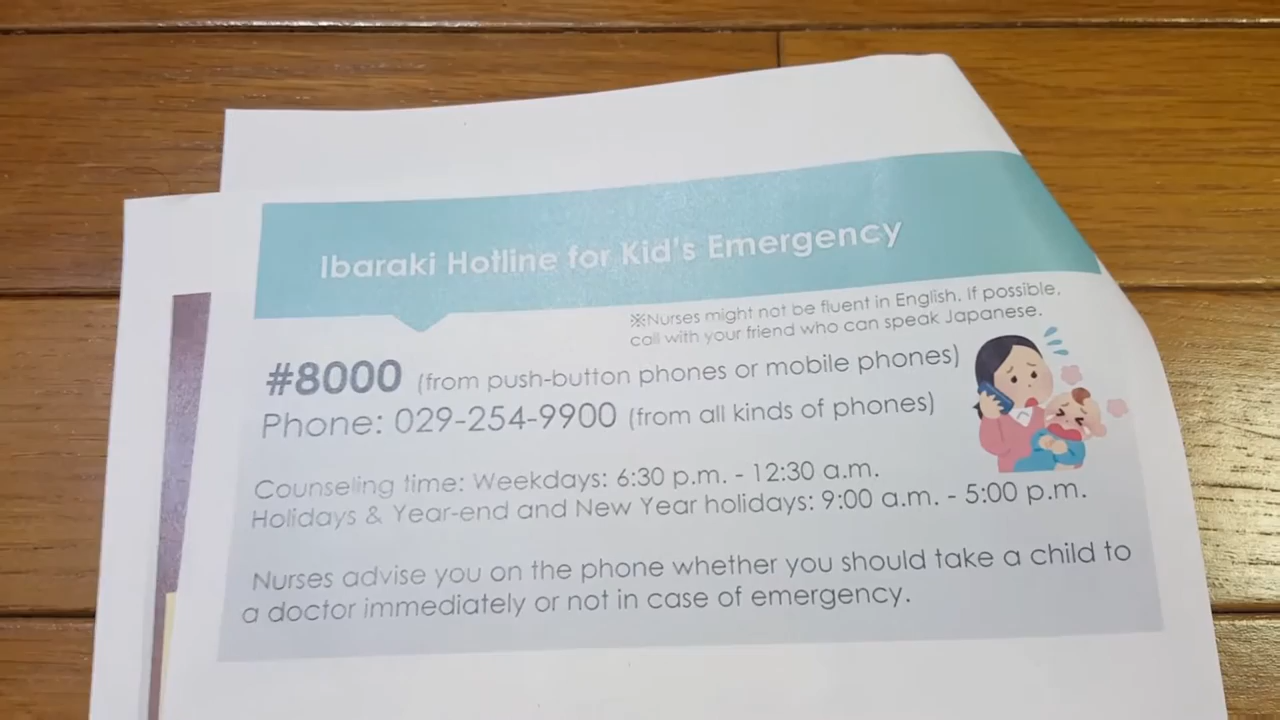 Ibaraki Hotline for Kid's Emergency
※Nurses might not be fluent in English. If possible,
call with your friend who can speak Japanese.
#8000 (from push-button phones or mobile phones)
Phone: 029-254-9900 (from all kinds of phones)
Counseling time: Weekdays: 6:30 p.m. - 12:30 a.m.
Holidays & Year-end and New Year holidays: 9:00 a.m. - 5:00 p.m.
Nurses advise you on the phone whether you should take a child to
a doctor immediately or not in case of emergency.